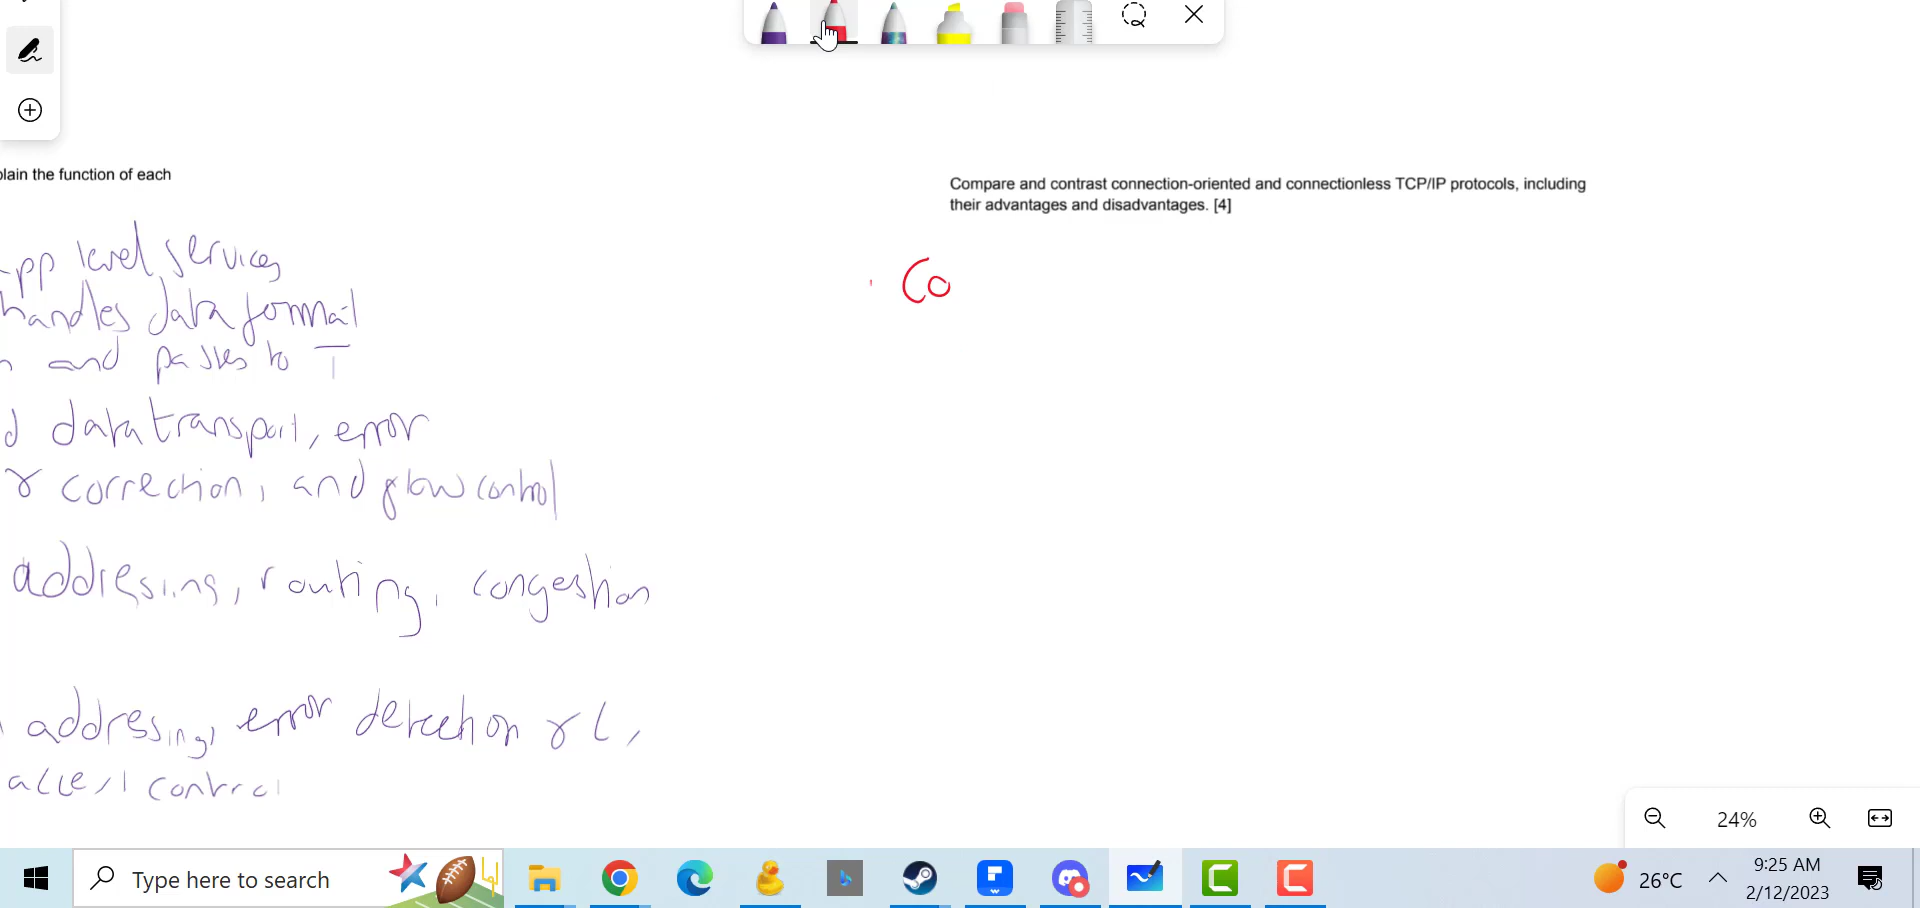 plain the function of each
Compare and contrast connection-oriented and connectionless TCP/IP protocols, including
their advantages and disadvantages. [4]
pp level services
handles data format
and passes to T
d data transport, error
correction, and flow control
addressing, routing, congestion
addressing, error detection
access control
Co
24%
Type here to search
26°C
9:25 AM
2/12/2023